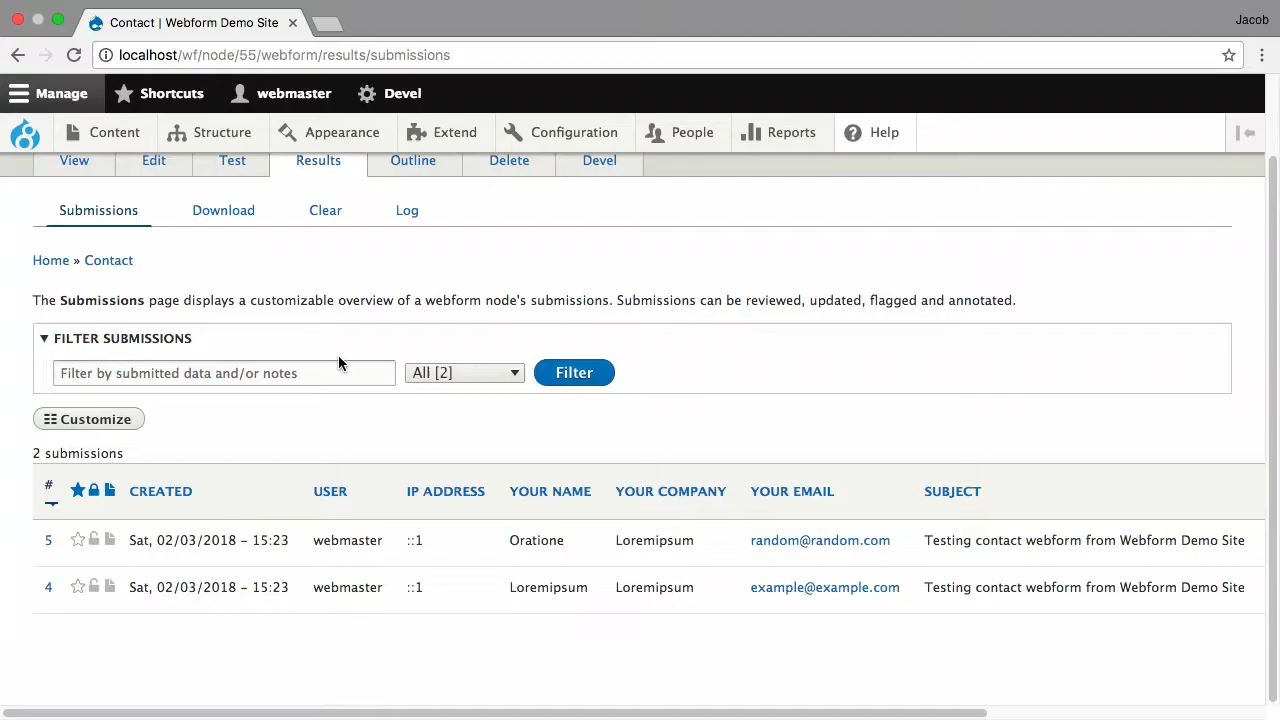 Contact | Webform Demo Site
Jacob
localhost/wf/node/55/webform/results/submissions
Manage Shortcuts webmaster Devel
Content Structure Appearance Extend Configuration People Reports Help
View Edit Test Results Outline Delete Devel
Submissions Download Clear Log
Home » Contact
The Submissions page displays a customizable overview of a webform node's submissions. Submissions can be reviewed, updated, flagged and annotated.
▼ FILTER SUBMISSIONS
Filter by submitted data and/or notes All [2] Filter
Customize
2 submissions
# CREATED USER IP ADDRESS YOUR NAME YOUR COMPANY YOUR EMAIL SUBJECT
5 Sat, 02/03/2018 - 15:23 webmaster ::1 Oratione Loremipsum random@random.com Testing contact webform from Webform Demo Site
4 Sat, 02/03/2018 - 15:23 webmaster ::1 Loremipsum Loremipsum example@example.com Testing contact webform from Webform Demo Site